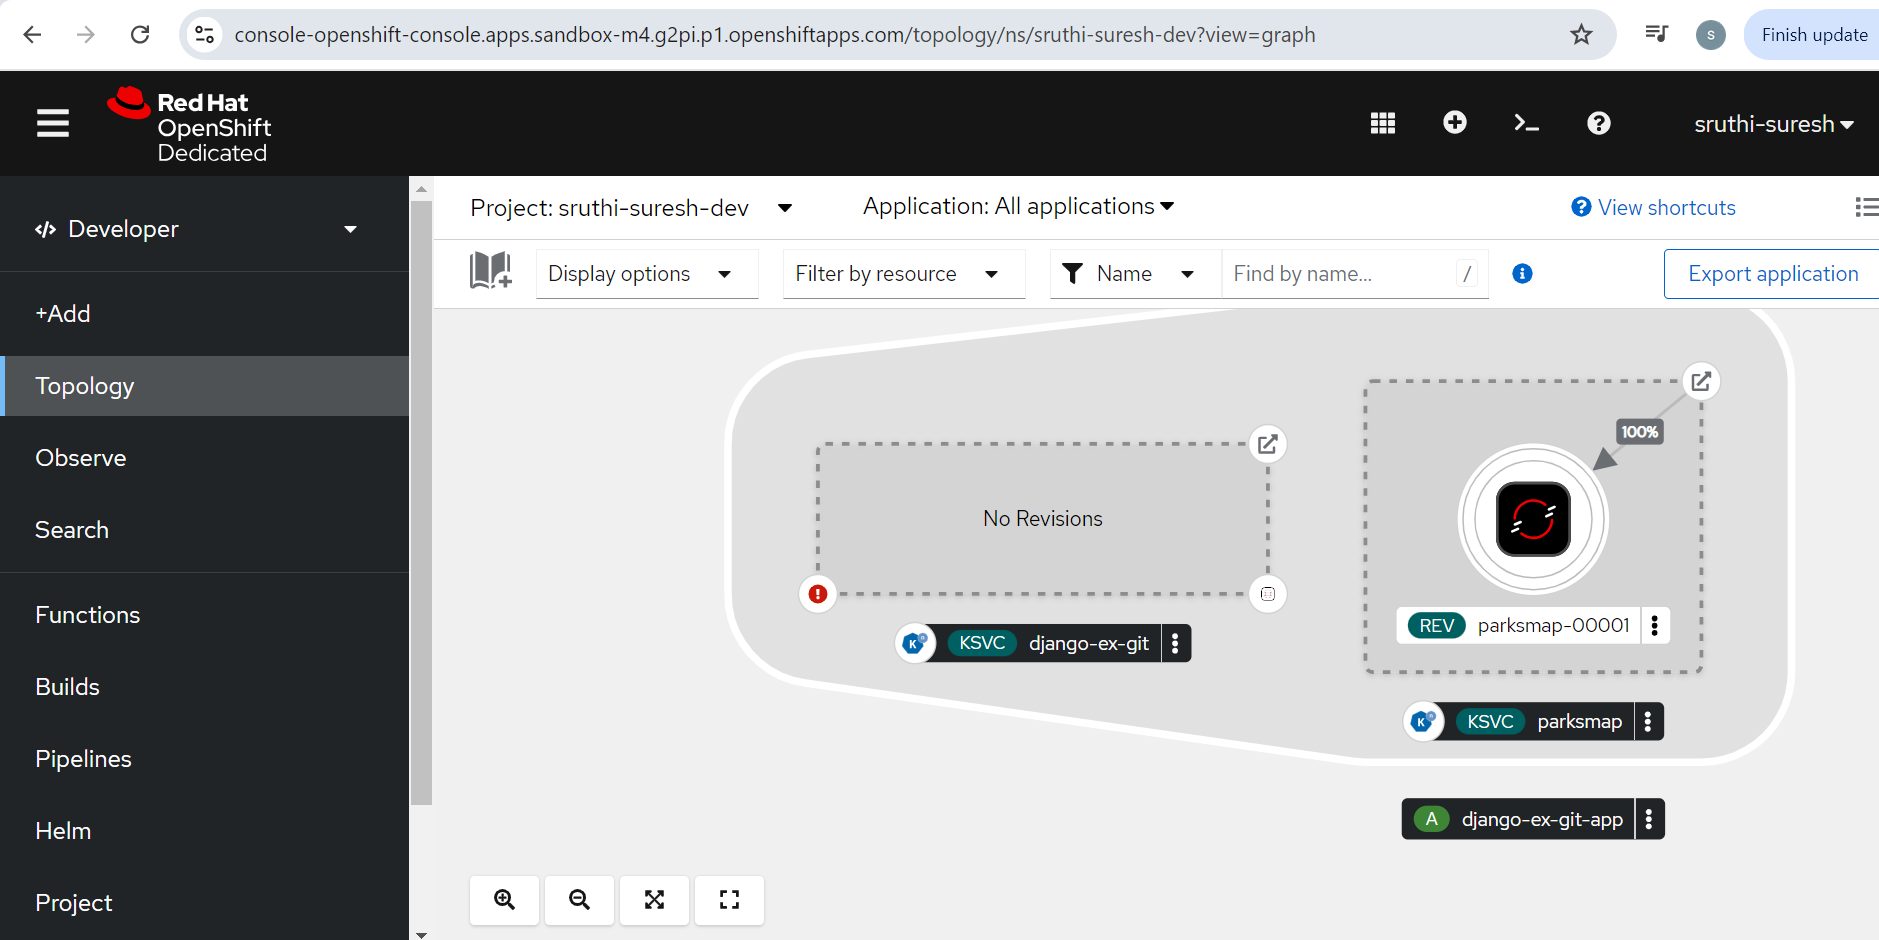 console-openshift-console.apps.sandbox-m4.g2pi.p1.openshiftapps.com/topology/ns/sruthi-suresh-dev?view=graph
s
Finish update
Red Hat
OpenShift
Dedicated
sruthi-suresh
Developer
+Add
Topology
Observe
Search
Functions
Builds
Pipelines
Helm
Project
Project: sruthi-suresh-dev
Application: All applications
View shortcuts
Display options
Filter by resource
Name
Find by name...
/
Export application
No Revisions
KSVC django-ex-git
100%
REV parksmap-00001
KSVC parksmap
A django-ex-git-app